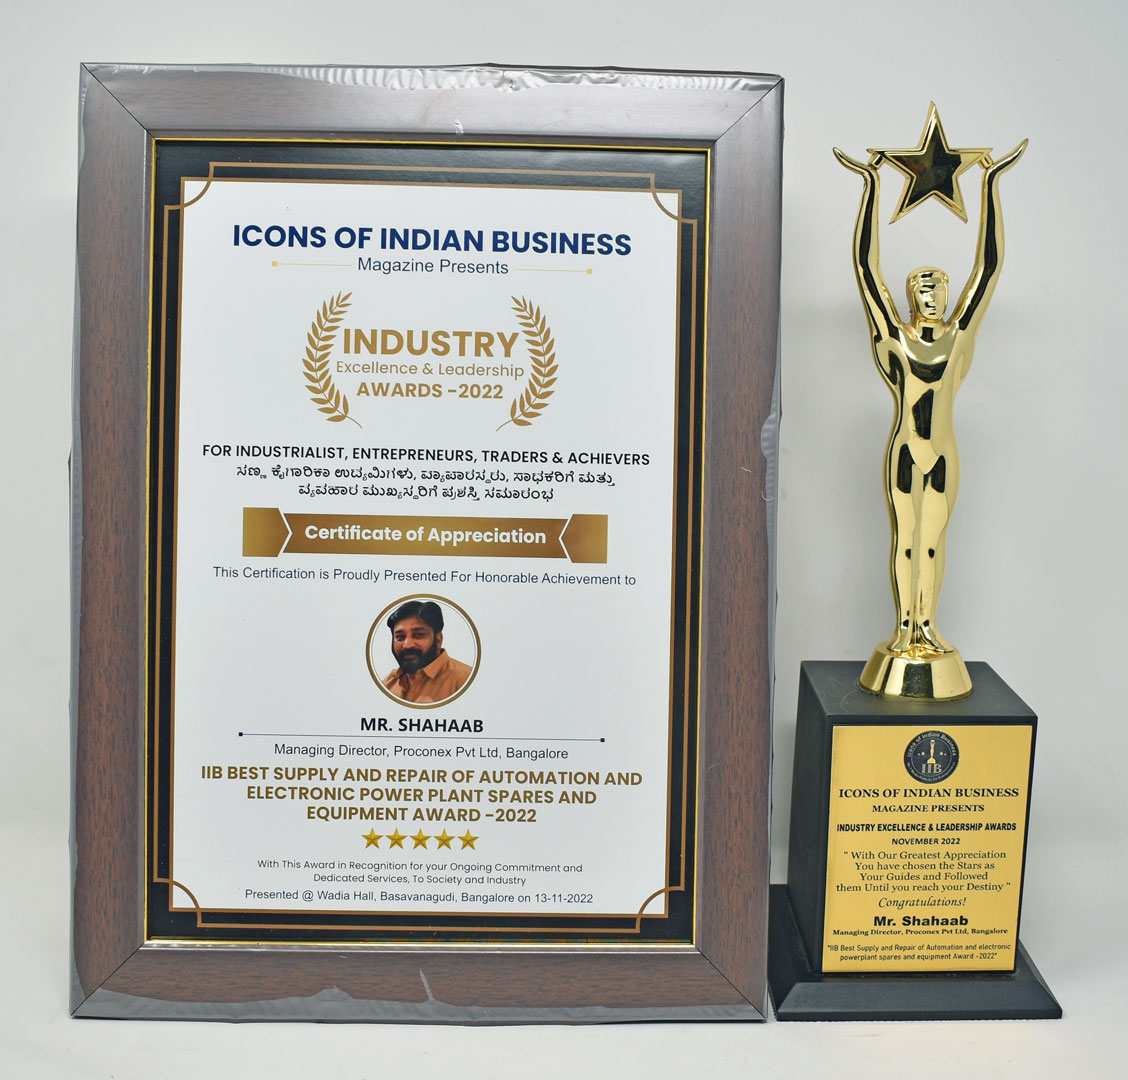 ICONS OF INDIAN BUSINESS
Magazine Presents
INDUSTRY
Excellence & Leadership
AWARDS -2022
FOR INDUSTRIALIST, ENTREPRENEURS, TRADERS & ACHIEVERS
ಸಣ್ಣ ಕೈಗಾರಿಕಾ ಉದ್ಯಮಿಗಳು, ವ್ಯಾಪಾರಸ್ಥರು, ಸಾಧಕರಿಗೆ ಮತ್ತು
ವ್ಯವಹಾರ ಮುಖ್ಯಸ್ಥರಿಗೆ ಪ್ರಶಸ್ತಿ ಸಮಾರಂಭ
Certificate of Appreciation
This Certification is Proudly Presented For Honorable Achievement to
MR. SHAHAAB
Managing Director, Proconex Pvt Ltd, Bangalore
IIB BEST SUPPLY AND REPAIR OF AUTOMATION AND
ELECTRONIC POWER PLANT SPARES AND
EQUIPMENT AWARD -2022
With This Award in Recognition for your Ongoing Commitment and
Dedicated Services, To Society and Industry
Presented @ Wadia Hall, Basavanagudi, Bangalore on 13-11-2022
Icons of Indian Business
IIB
ICONS OF INDIAN BUSINESS
MAGAZINE PRESENTS
INDUSTRY EXCELLENCE & LEADERSHIP AWARDS
NOVEMBER 2022
" With Our Greatest Appreciation
You have chosen the Stars as
Your Guides and Followed
them Until you reach your Destiny "
Congratulations!
Mr. Shahaab
Managing Director, Proconex Pvt Ltd, Bangalore
"IIB Best Supply and Repair of Automation and electronic
powerplant spares and equipment Award -2022"